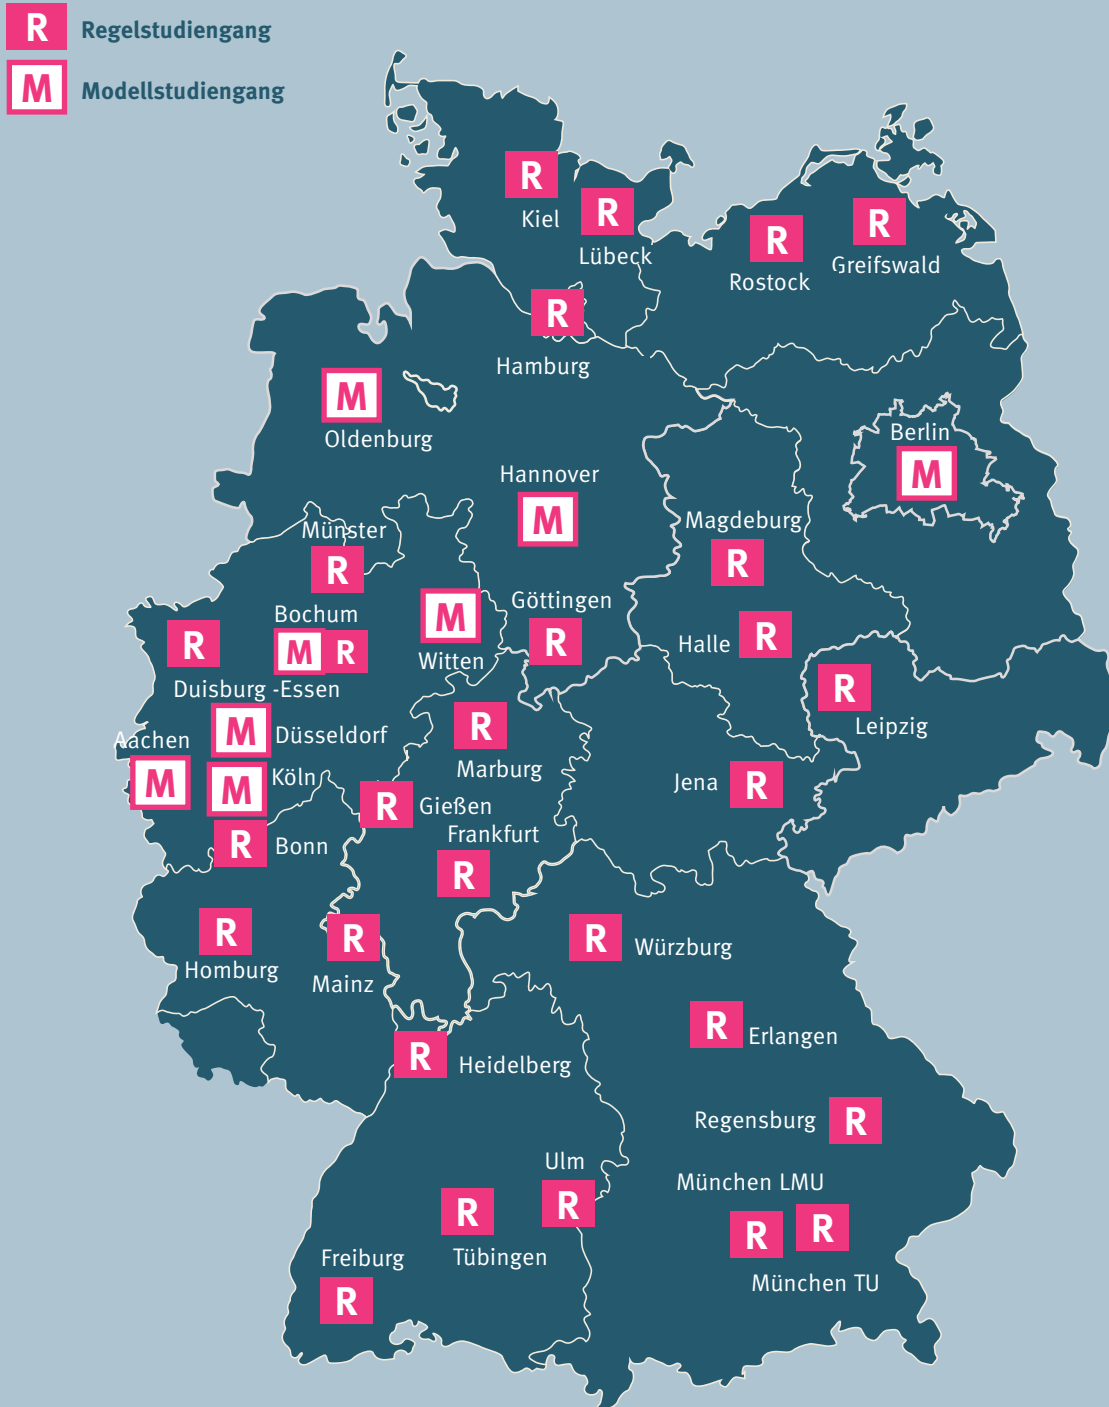 R Regelstudiengang
M Modellstudiengang
R
Kiel
R
Lübeck
R
Rostock
R
Greifswald
R
Hamburg
M
Oldenburg
Berlin
M
Hannover
M
Münster
R
Magdeburg
R
Bochum
M R
M
Witten
Göttingen
R
Halle R
R
Duisburg -Essen
R
Leipzig
M Düsseldorf
R
Marburg
Aachen
M
M Köln
Jena R
R Gießen
R Bonn
Frankfurt
R
R
Homburg
R
Mainz
R Würzburg
R Erlangen
R Heidelberg
Regensburg R
Ulm
R
München LMU
R R
München TU
R
Tübingen
Freiburg
R